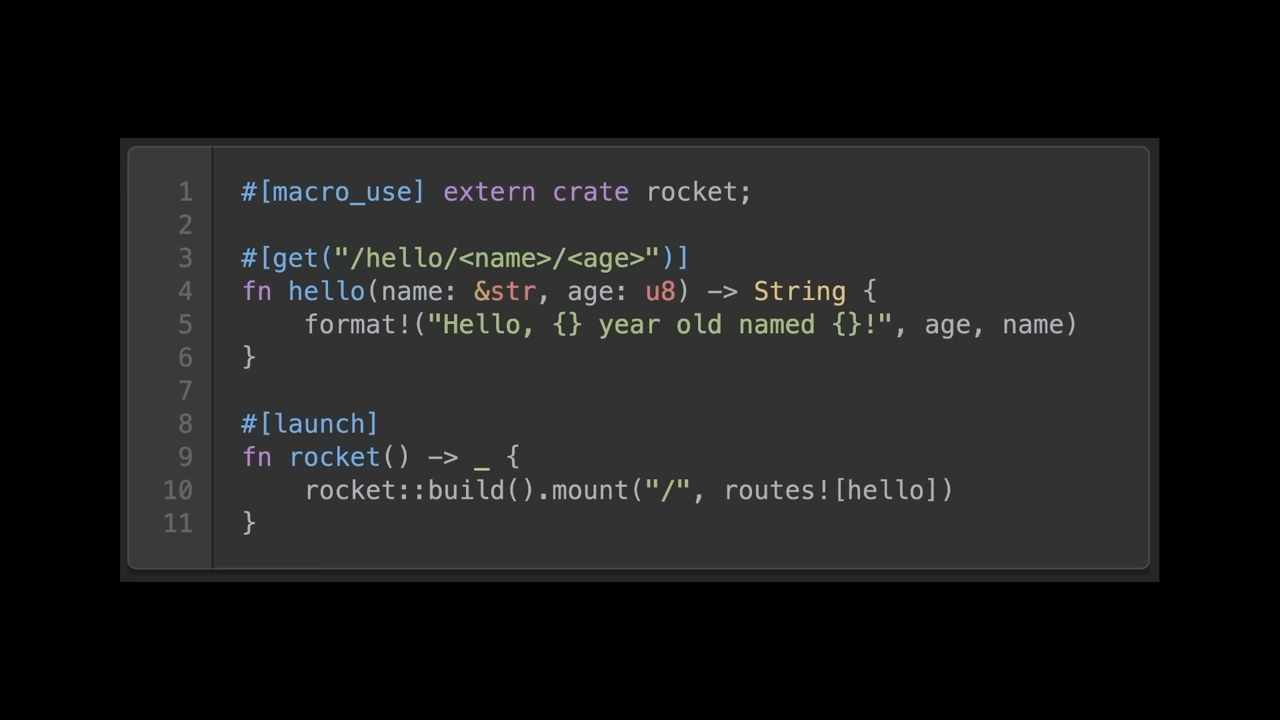 1 #[macro_use] extern crate rocket;
2
3 #[get("/hello/<name>/<age>")]
4 fn hello(name: &str, age: u8) -> String {
5     format!("Hello, {} year old named {}!", age, name)
6 }
7
8 #[launch]
9 fn rocket() -> _ {
10     rocket::build().mount("/", routes![hello])
11 }